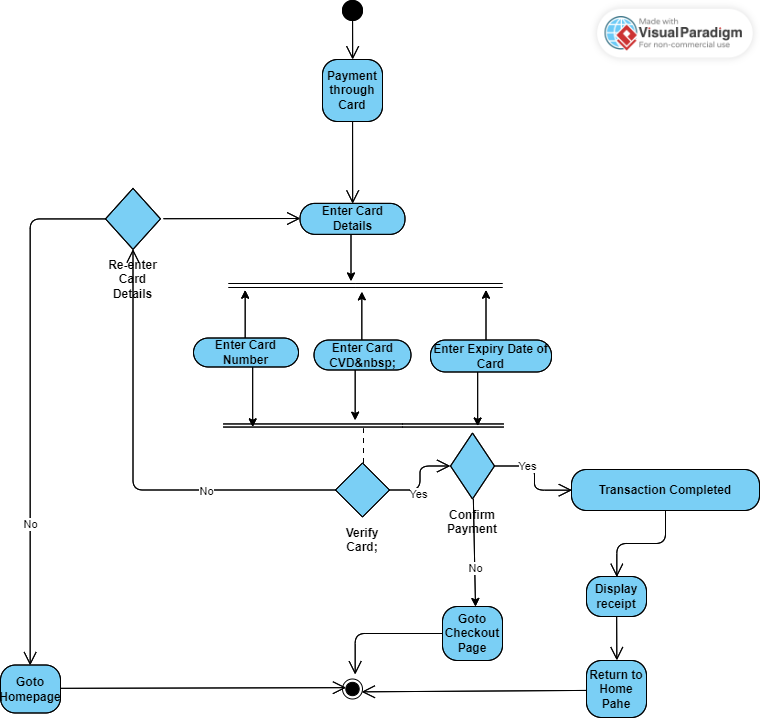 Made with
VisualParadigm
For non-commercial use
Payment
through
Card
Enter Card
Details
Re-enter
Card
Details
Enter Card
Number
Enter Card
CVD&nbsp;
Enter Expiry Date of
Card
No
Yes
Yes
Transaction Completed
Confirm
Payment
Verify
Card;
No
No
Display
receipt
Goto
Checkout
Page
Goto
Homepage
Return to
Home
Pahe